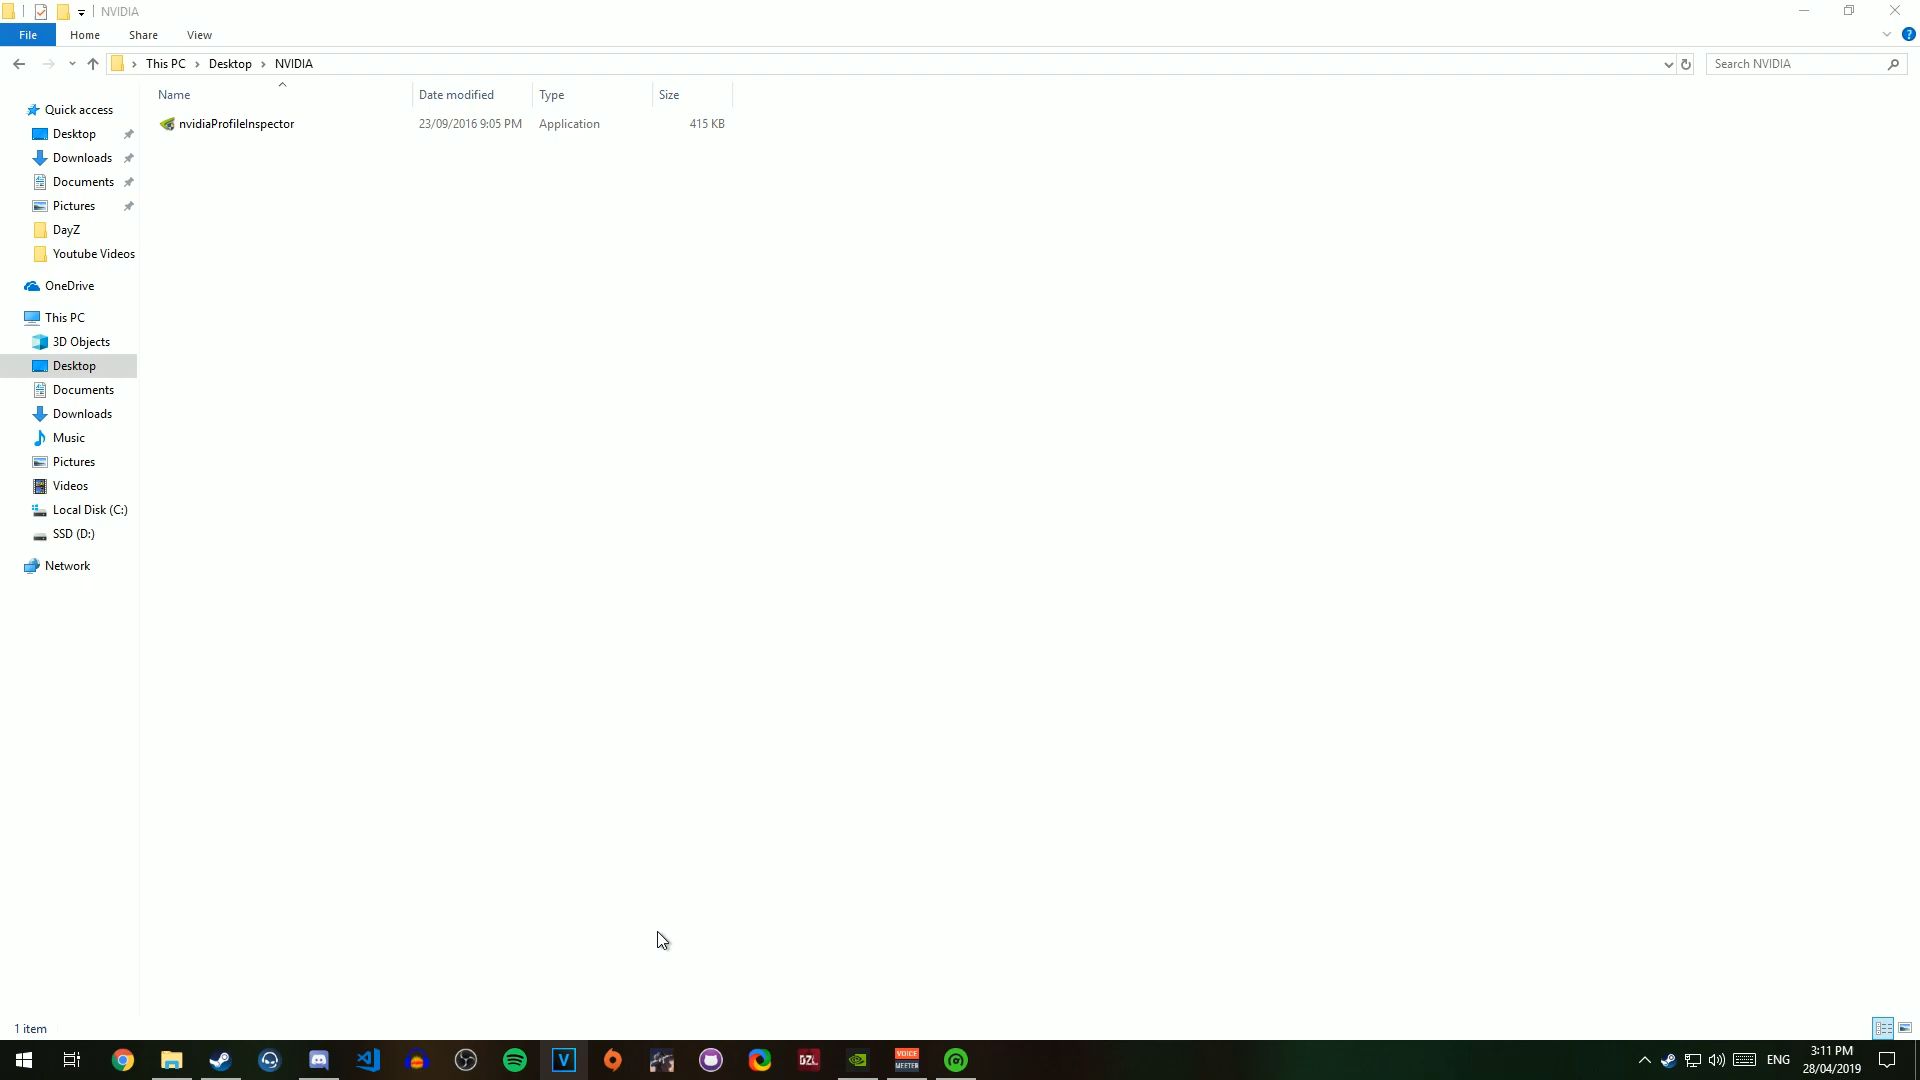 NVIDIA
File Home Share View
This PC Desktop NVIDIA
Search NVIDIA
Name Date modified Type Size
nvidiaProfileInspector 23/09/2016 9:05 PM Application 415 KB
Quick access
Desktop
Downloads
Documents
Pictures
DayZ
Youtube Videos
OneDrive
This PC
3D Objects
Desktop
Documents
Downloads
Music
Pictures
Videos
Local Disk (C:)
SSD (D:)
Network
1 item
V
DZL
VOICE
MEETER
ENG
3:11 PM
28/04/2019